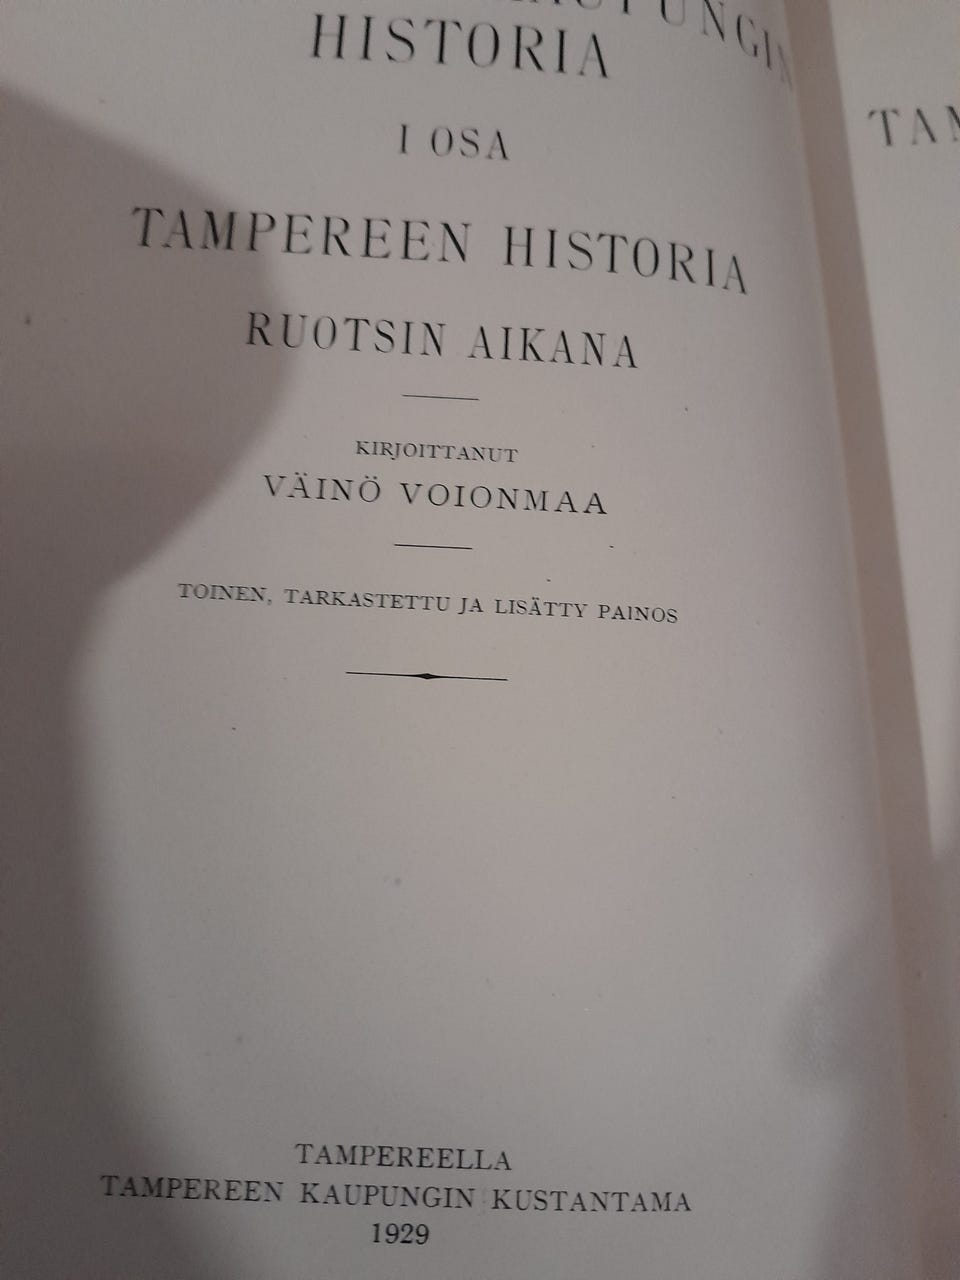 HISTORIA
I OSA
TAMPEREEN HISTORIA
RUOTSIN AIKANA
KIRJOITTANUT
VÄINÖ VOIONMAA
TOINEN, TARKASTETTU JA LISÄTTY PAINOS
TAMPEREELLA
TAMPEREEN KAUPUNGIN KUSTANTAMA
1929